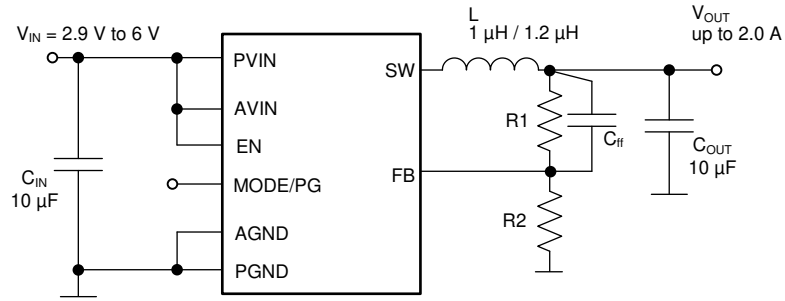 L
1 µH / 1.2 µH
V_OUT
up to 2.0 A
V_IN = 2.9 V to 6 V
PVIN
SW
AVIN
EN
R1
C_ff
C_OUT
10 µF
C_IN
10 µF
MODE/PG
FB
AGND
R2
PGND